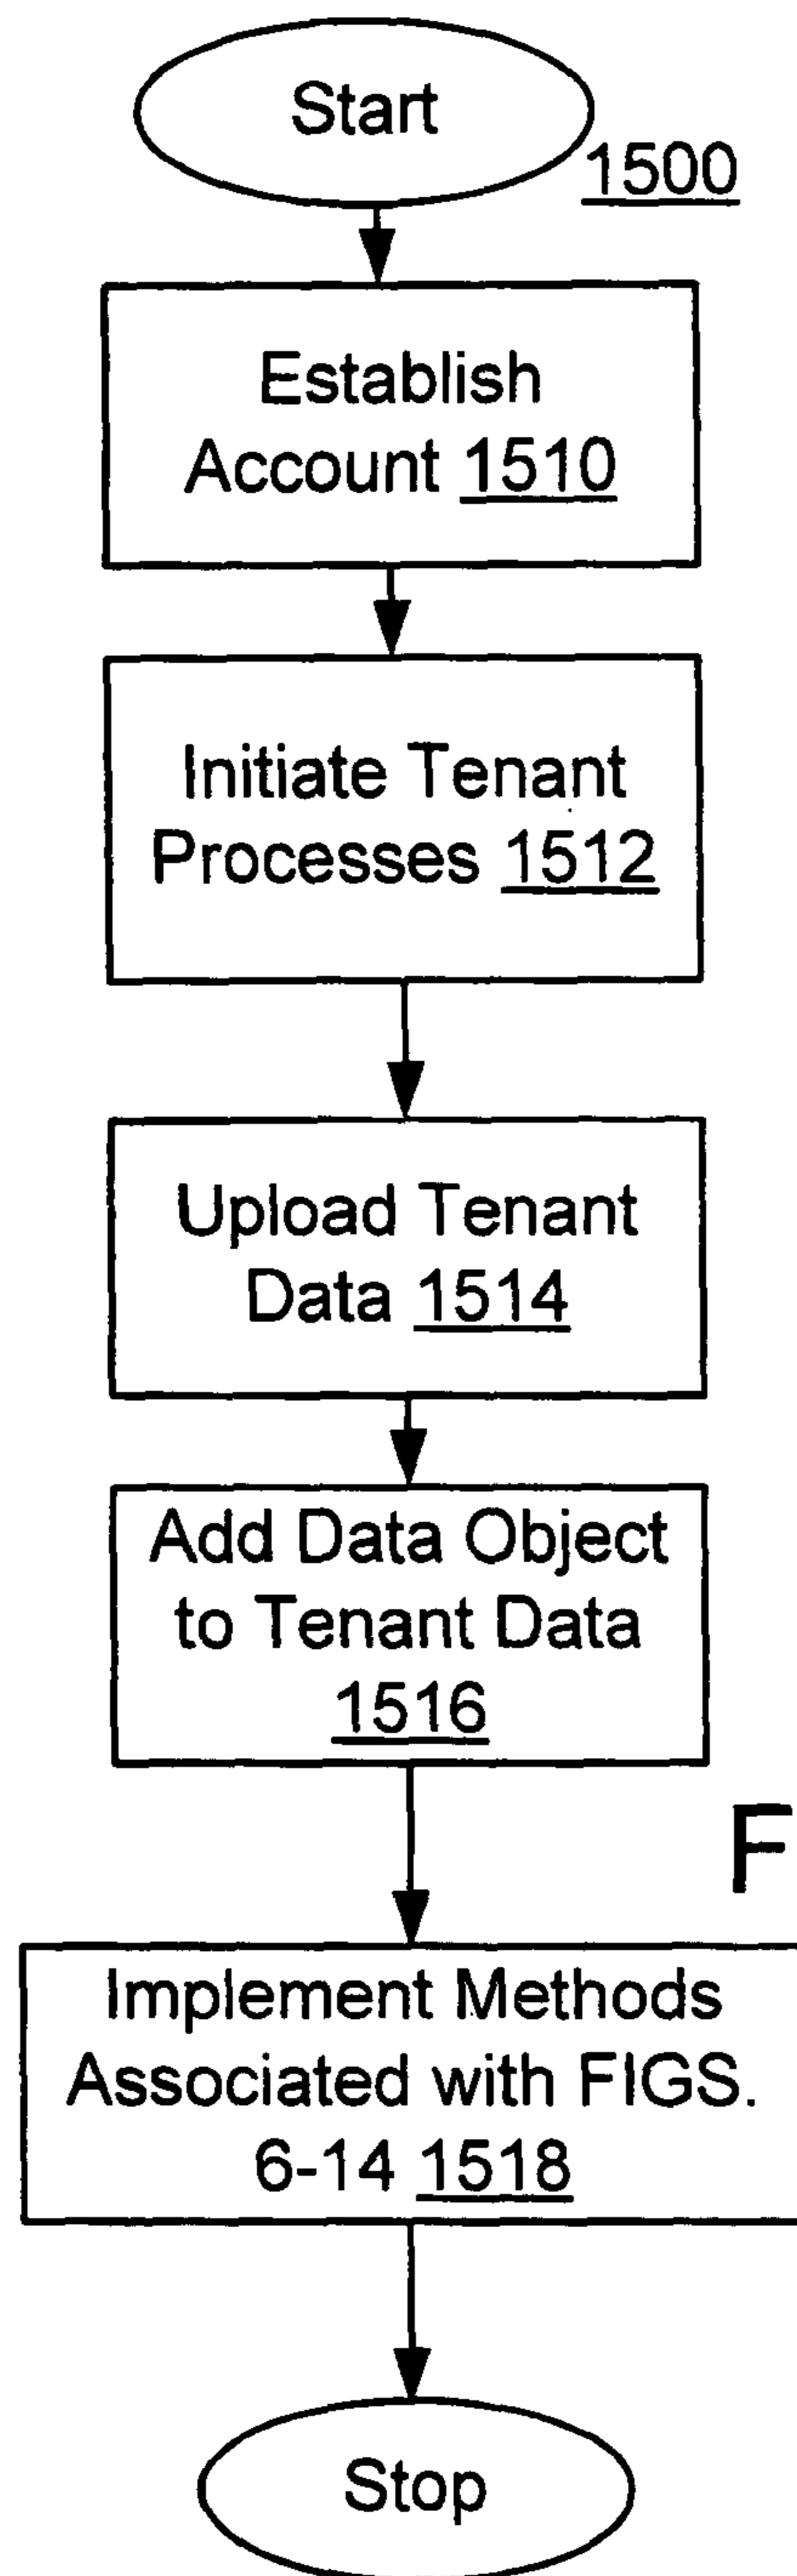 Start
1500
Establish
Account 1510
Initiate Tenant
Processes 1512
Upload Tenant
Data 1514
Add Data Object
to Tenant Data
1516
F
Implement Methods
Associated with FIGS.
6-14 1518
Stop